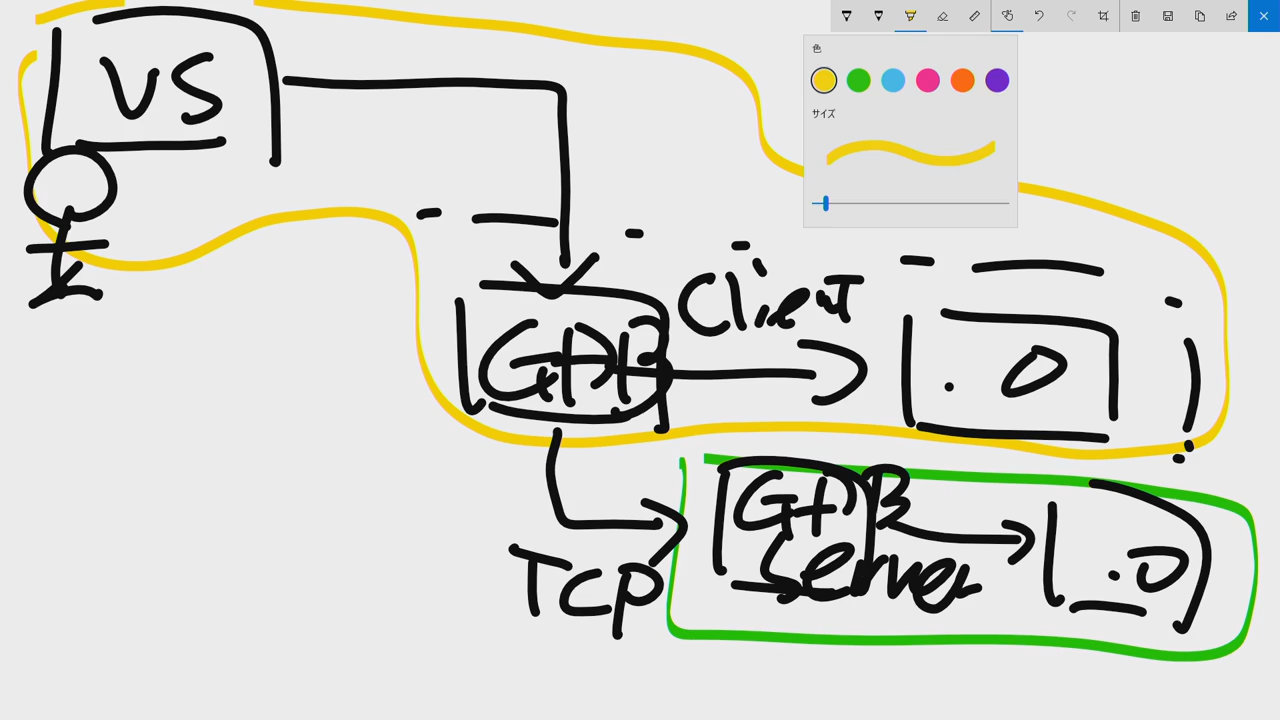 色
サイズ
VS
GDB
Client
.o
GDB
Server
.o
TCP